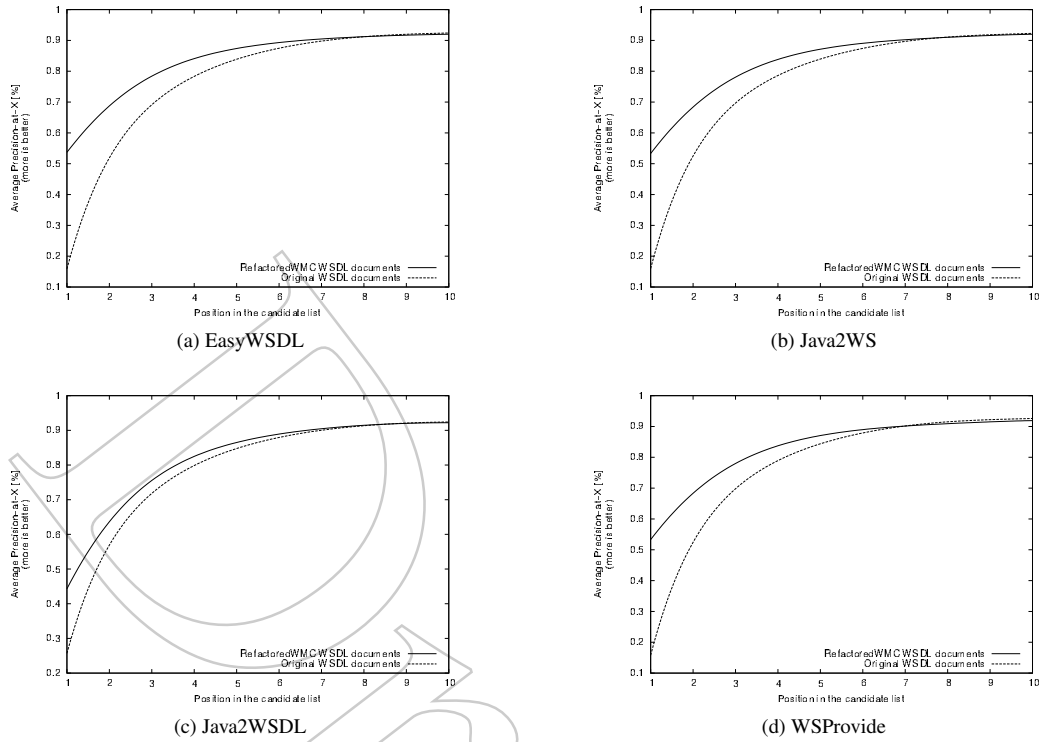 1
0.9
0.8
0.7
0.6
0.5
0.4
0.3
0.2
0.1
Average Precision-at-X [%]
(more is better)
RefactoredWMC WSDL documents
Original WSDL documents
1 2 3 4 5 6 7 8 9 10
Position in the candidate list
(a) EasyWSDL
1
0.9
0.8
0.7
0.6
0.5
0.4
0.3
0.2
0.1
Average Precision-at-X [%]
(more is better)
RefactoredWMC WSDL documents
Original WSDL documents
1 2 3 4 5 6 7 8 9 10
Position in the candidate list
(b) Java2WS
1
0.9
0.8
0.7
0.6
0.5
0.4
0.3
0.2
Average Precision-at-X [%]
(more is better)
RefactoredWMC WSDL documents
Original WSDL documents
1 2 3 4 5 6 7 8 9 10
Position in the candidate list
(c) Java2WSDL
1
0.9
0.8
0.7
0.6
0.5
0.4
0.3
0.2
0.1
Average Precision-at-X [%]
(more is better)
RefactoredWMC WSDL documents
Original WSDL documents
1 2 3 4 5 6 7 8 9 10
Position in the candidate list
(d) WSProvide